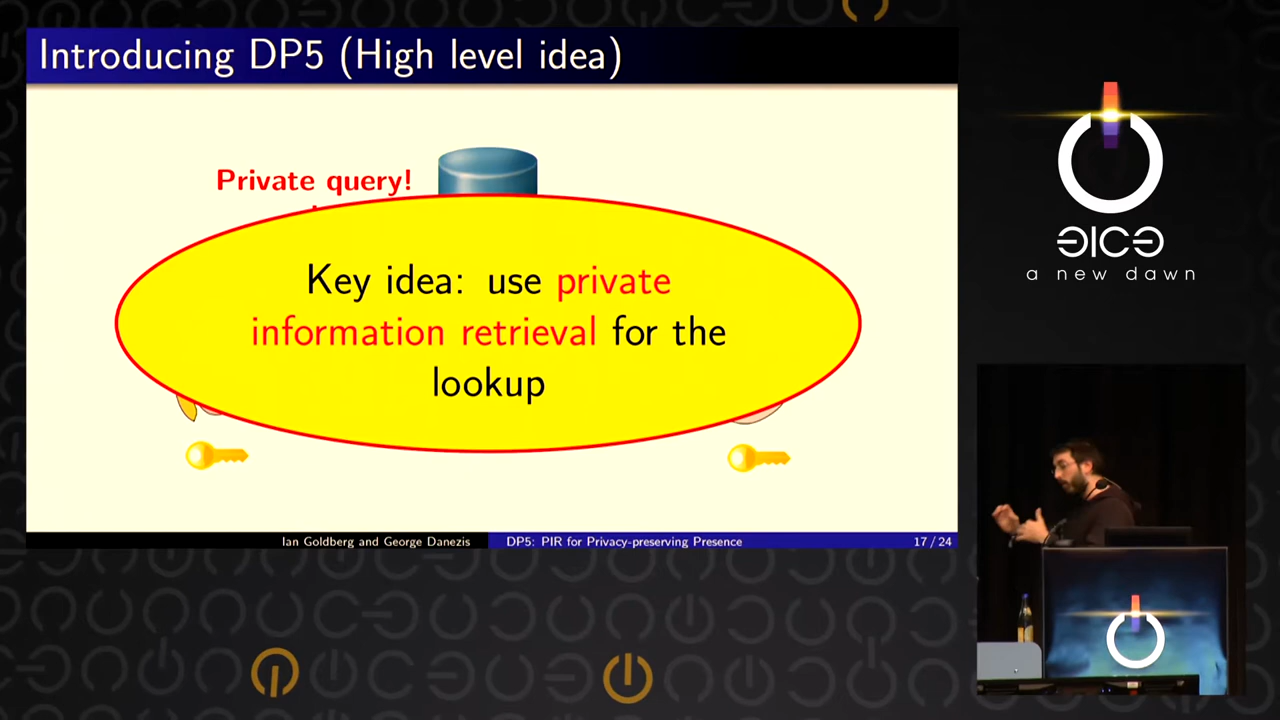 Introducing DP5 (High level idea)
Private query!
Key idea: use private
information retrieval for the
lookup
Ian Goldberg and George Danezis
DP5: PIR for Privacy-preserving Presence
17 / 24
a new dawn